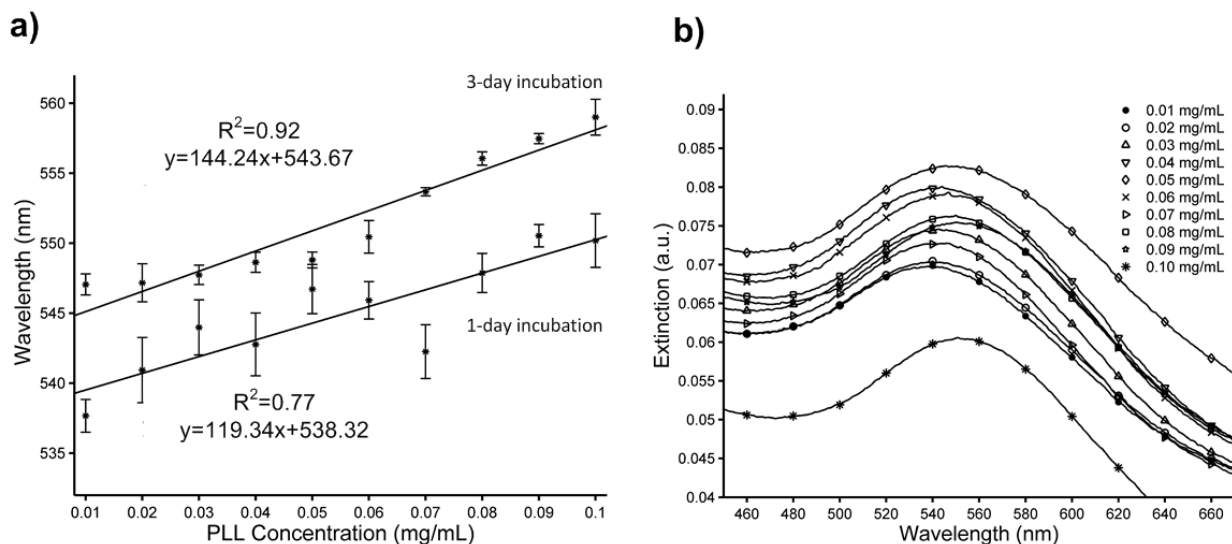 a)
3-day incubation
R²=0.92
y=144.24x+543.67
1-day incubation
R²=0.77
y=119.34x+538.32
Wavelength (nm)
560
555
550
545
540
535
0.01 0.02 0.03 0.04 0.05 0.06 0.07 0.08 0.09 0.1
PLL Concentration (mg/mL)
b)
0.01 mg/mL
0.02 mg/mL
0.03 mg/mL
0.04 mg/mL
0.05 mg/mL
0.06 mg/mL
0.07 mg/mL
0.08 mg/mL
0.09 mg/mL
0.10 mg/mL
Extinction (a.u.)
0.09
0.085
0.08
0.075
0.07
0.065
0.06
0.055
0.05
0.045
0.04
460 480 500 520 540 560 580 600 620 640 660
Wavelength (nm)